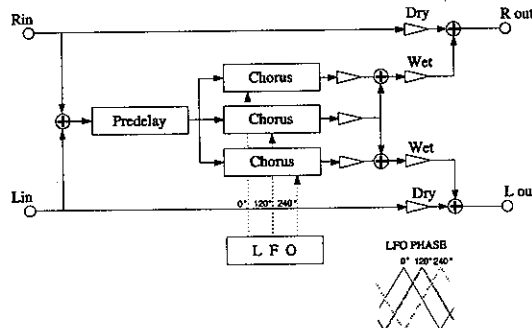 Rin
Dry
R out
Chorus
Wet
Predelay
Chorus
Chorus
Wet
Lin
0° 120° 240°
Dry
L out
L F O
LFO PHASE
0° 120° 240°